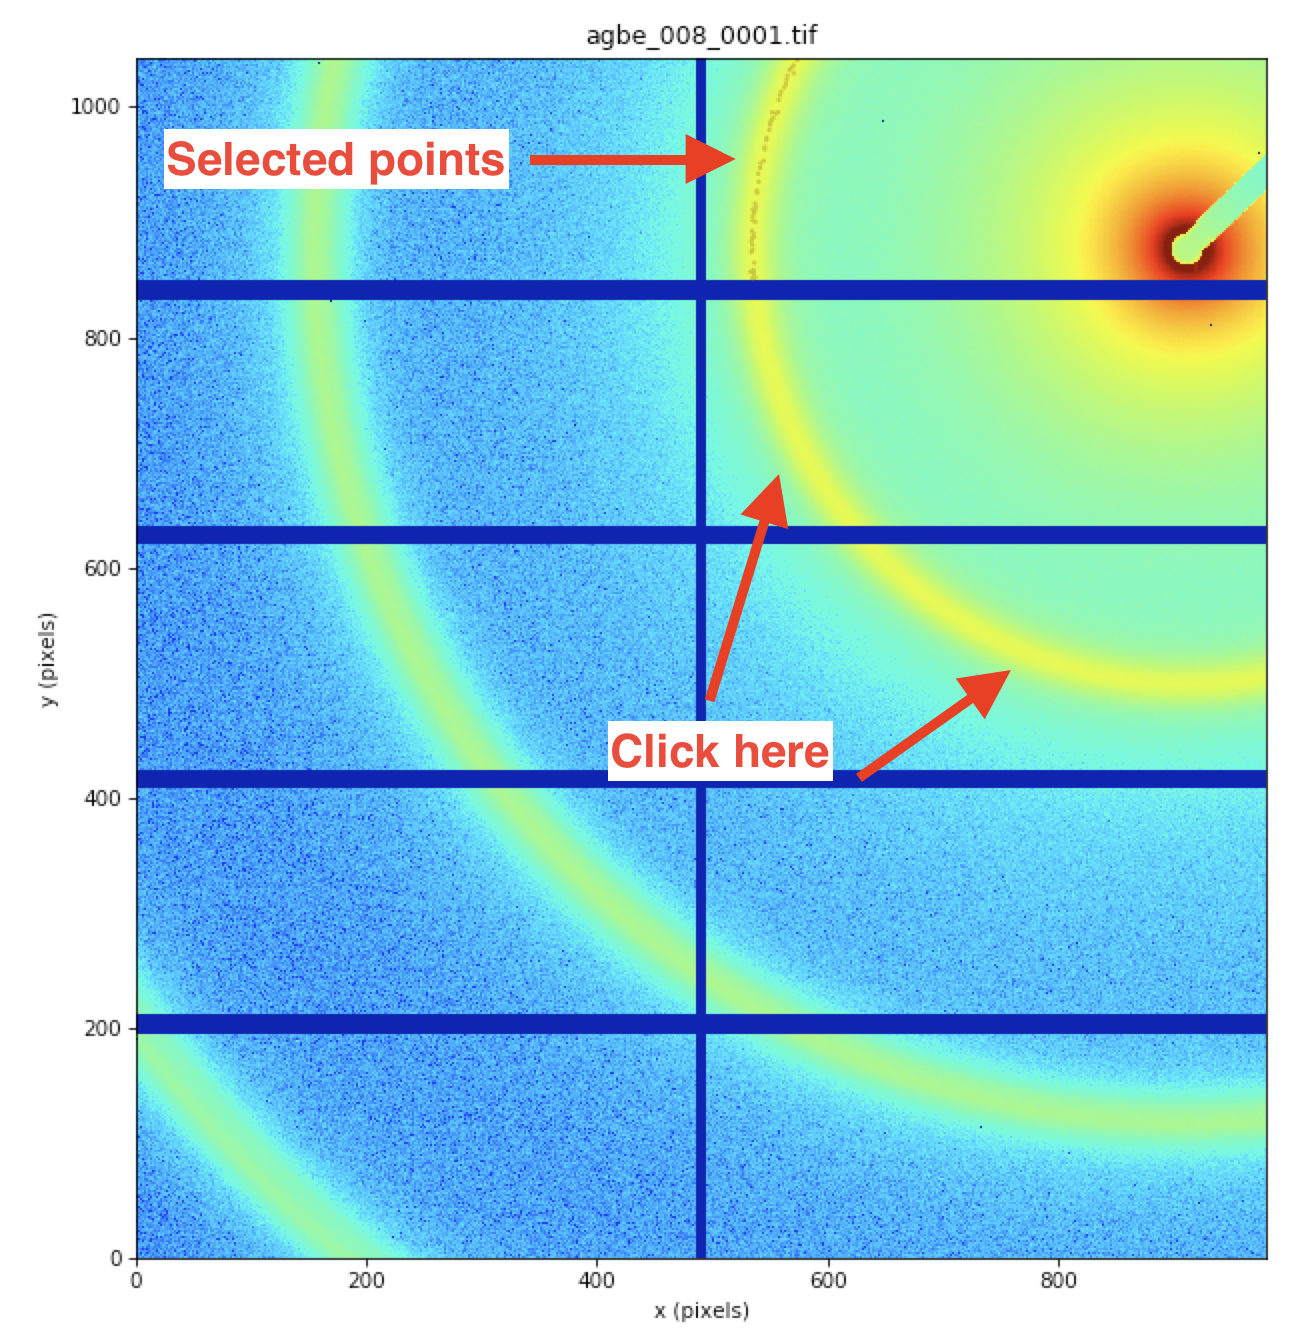 agbe_008_0001.tif
1000
Selected points
800
600
y (pixels)
Click here
400
200
0
0 200 400 600 800
x (pixels)